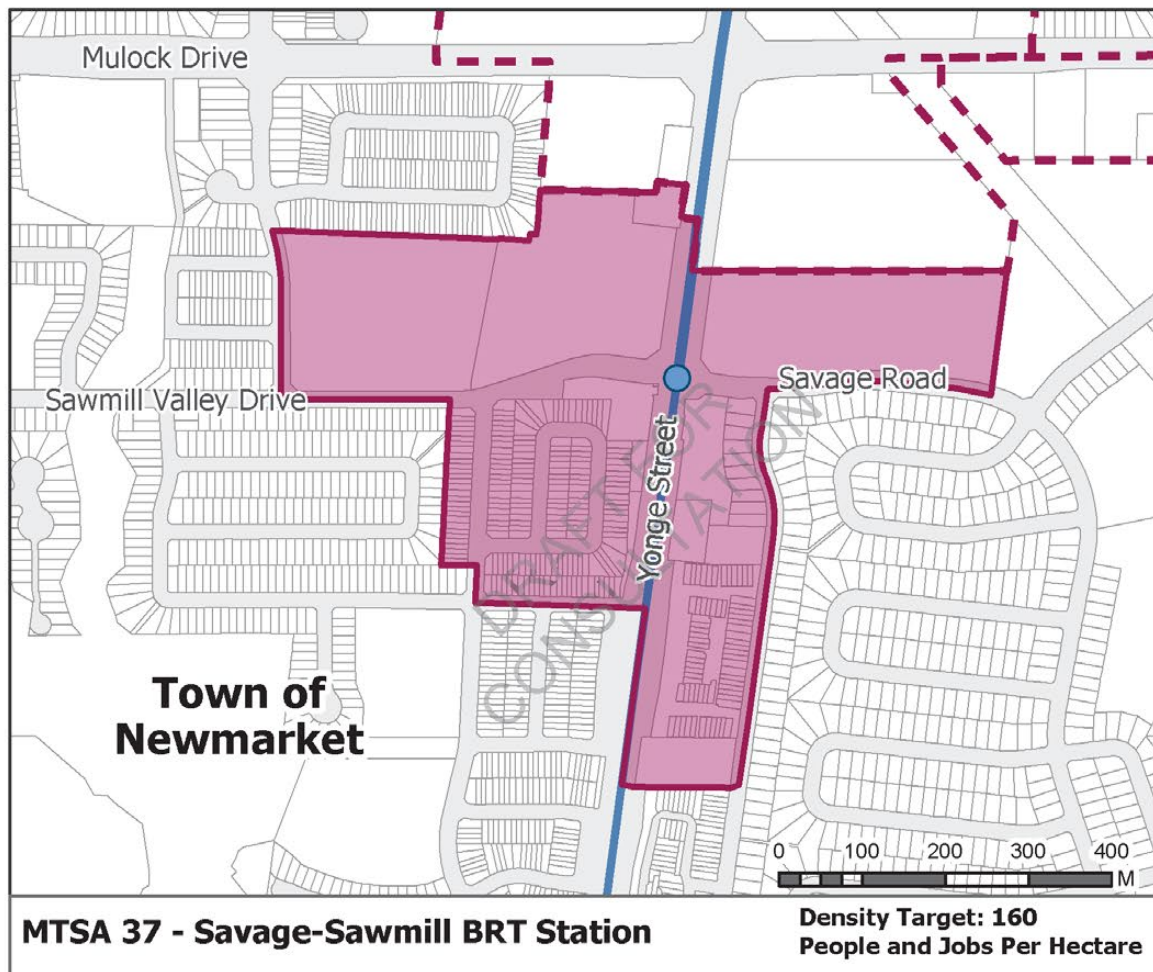 Mulock Drive
Sawmill Valley Drive
Savage Road
Yonge Street
DRAFT FOR
CONSULTATION
Town of
Newmarket
0 100 200 300 400
M
MTSA 37 - Savage-Sawmill BRT Station
Density Target: 160
People and Jobs Per Hectare